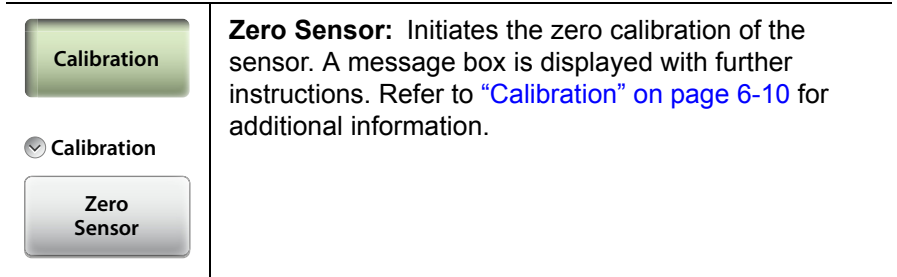 Calibration
Calibration
Zero
Sensor
Zero Sensor: Initiates the zero calibration of the
sensor. A message box is displayed with further
instructions. Refer to “Calibration” on page 6-10 for
additional information.